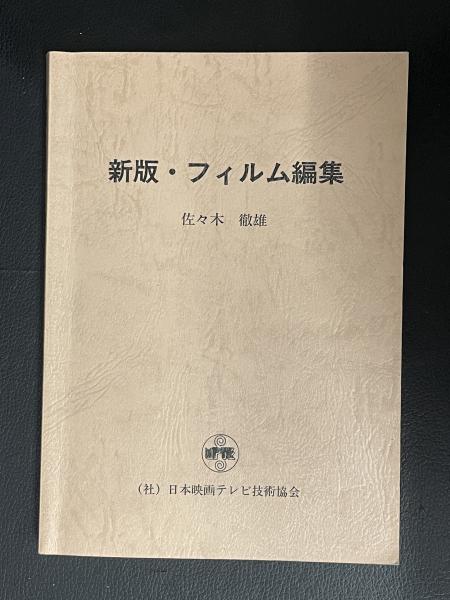 新版・フィルム編集
佐々木　徹雄
（社）日本映画テレビ技術協会